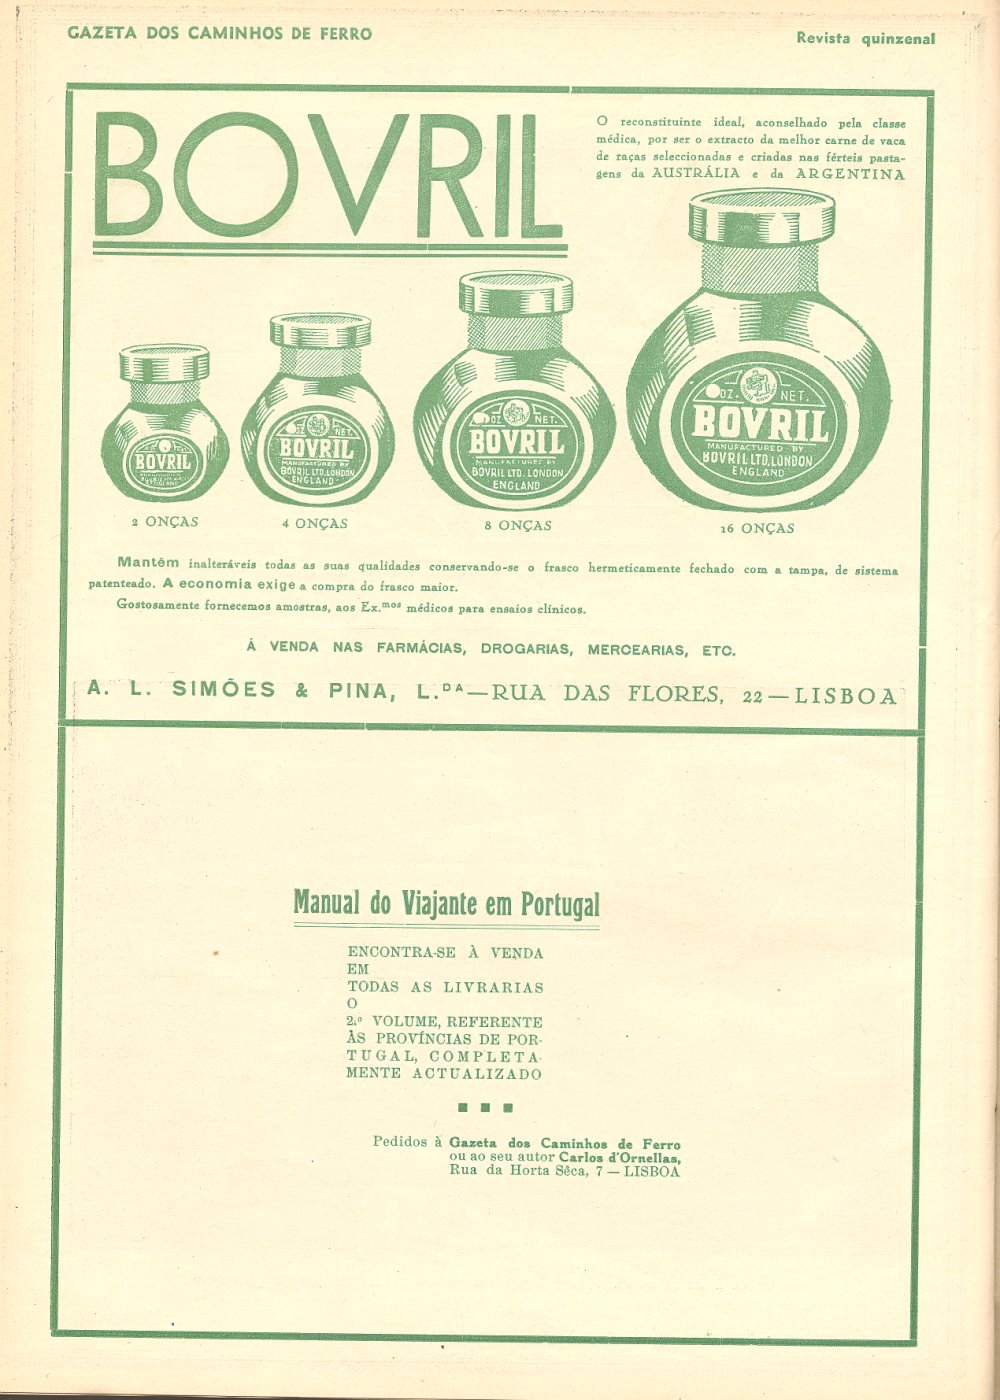 GAZETA DOS CAMINHOS DE FERRO
Revista quinzenal
BOVRIL
O reconstituinte ideal, aconselhado pela classe
médica, por ser o extracto da melhor carne de vaca
de raças seleccionadas e criadas nas férteis pasta-
gens da AUSTRÁLIA e da ARGENTINA
BOVRIL
2 ONÇAS
OZ NET.
BOVRIL
MANUFACTURED BY
BOVRIL LTD. LONDON
ENGLAND
4 ONÇAS
OZ NET.
BOVRIL
MANUFACTURED BY
BOVRIL LTD. LONDON
ENGLAND
8 ONÇAS
OZ. NET.
BOVRIL
MANUFACTURED BY
BOVRIL LTD, LONDON
ENGLAND
16 ONÇAS
Mantêm inalteráveis todas as suas qualidades conservando-se o frasco hermeticamente fechado com a tampa, de sistema
patenteado. A economia exige a compra do frasco maior.
Gostosamente fornecemos amostras, aos Ex.mos médicos para ensaios clínicos.
Á VENDA NAS FARMÁCIAS, DROGARIAS, MERCEARIAS, ETC.
A. L. SIMÕES & PINA, L.DA — RUA DAS FLORES, 22 — LISBOA
Manual do Viajante em Portugal
ENCONTRA-SE À VENDA
EM
TODAS AS LIVRARIAS
O
2.º VOLUME, REFERENTE
ÀS PROVÍNCIAS DE POR-
TUGAL, COMPLETA-
MENTE ACTUALIZADO
Pedidos à Gazeta dos Caminhos de Ferro
ou ao seu autor Carlos d'Ornellas,
Rua da Horta Sêca, 7 — LISBOA